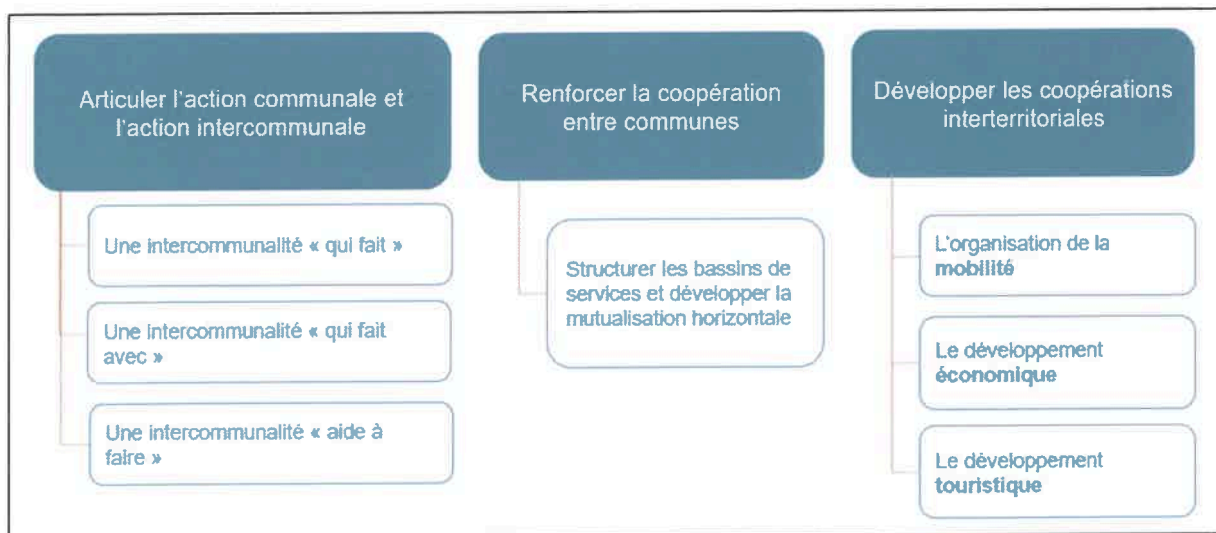 Articuler l'action communale et
l'action intercommunale
Une intercommunalité « qui fait »
Une intercommunalité « qui fait
avec »
Une intercommunalité « aide à
faire »
Renforcer la coopération
entre communes
Structurer les bassins de
services et développer la
mutualisation horizontale
Développer les coopérations
interterritoriales
L'organisation de la
mobilité
Le développement
économique
Le développement
touristique